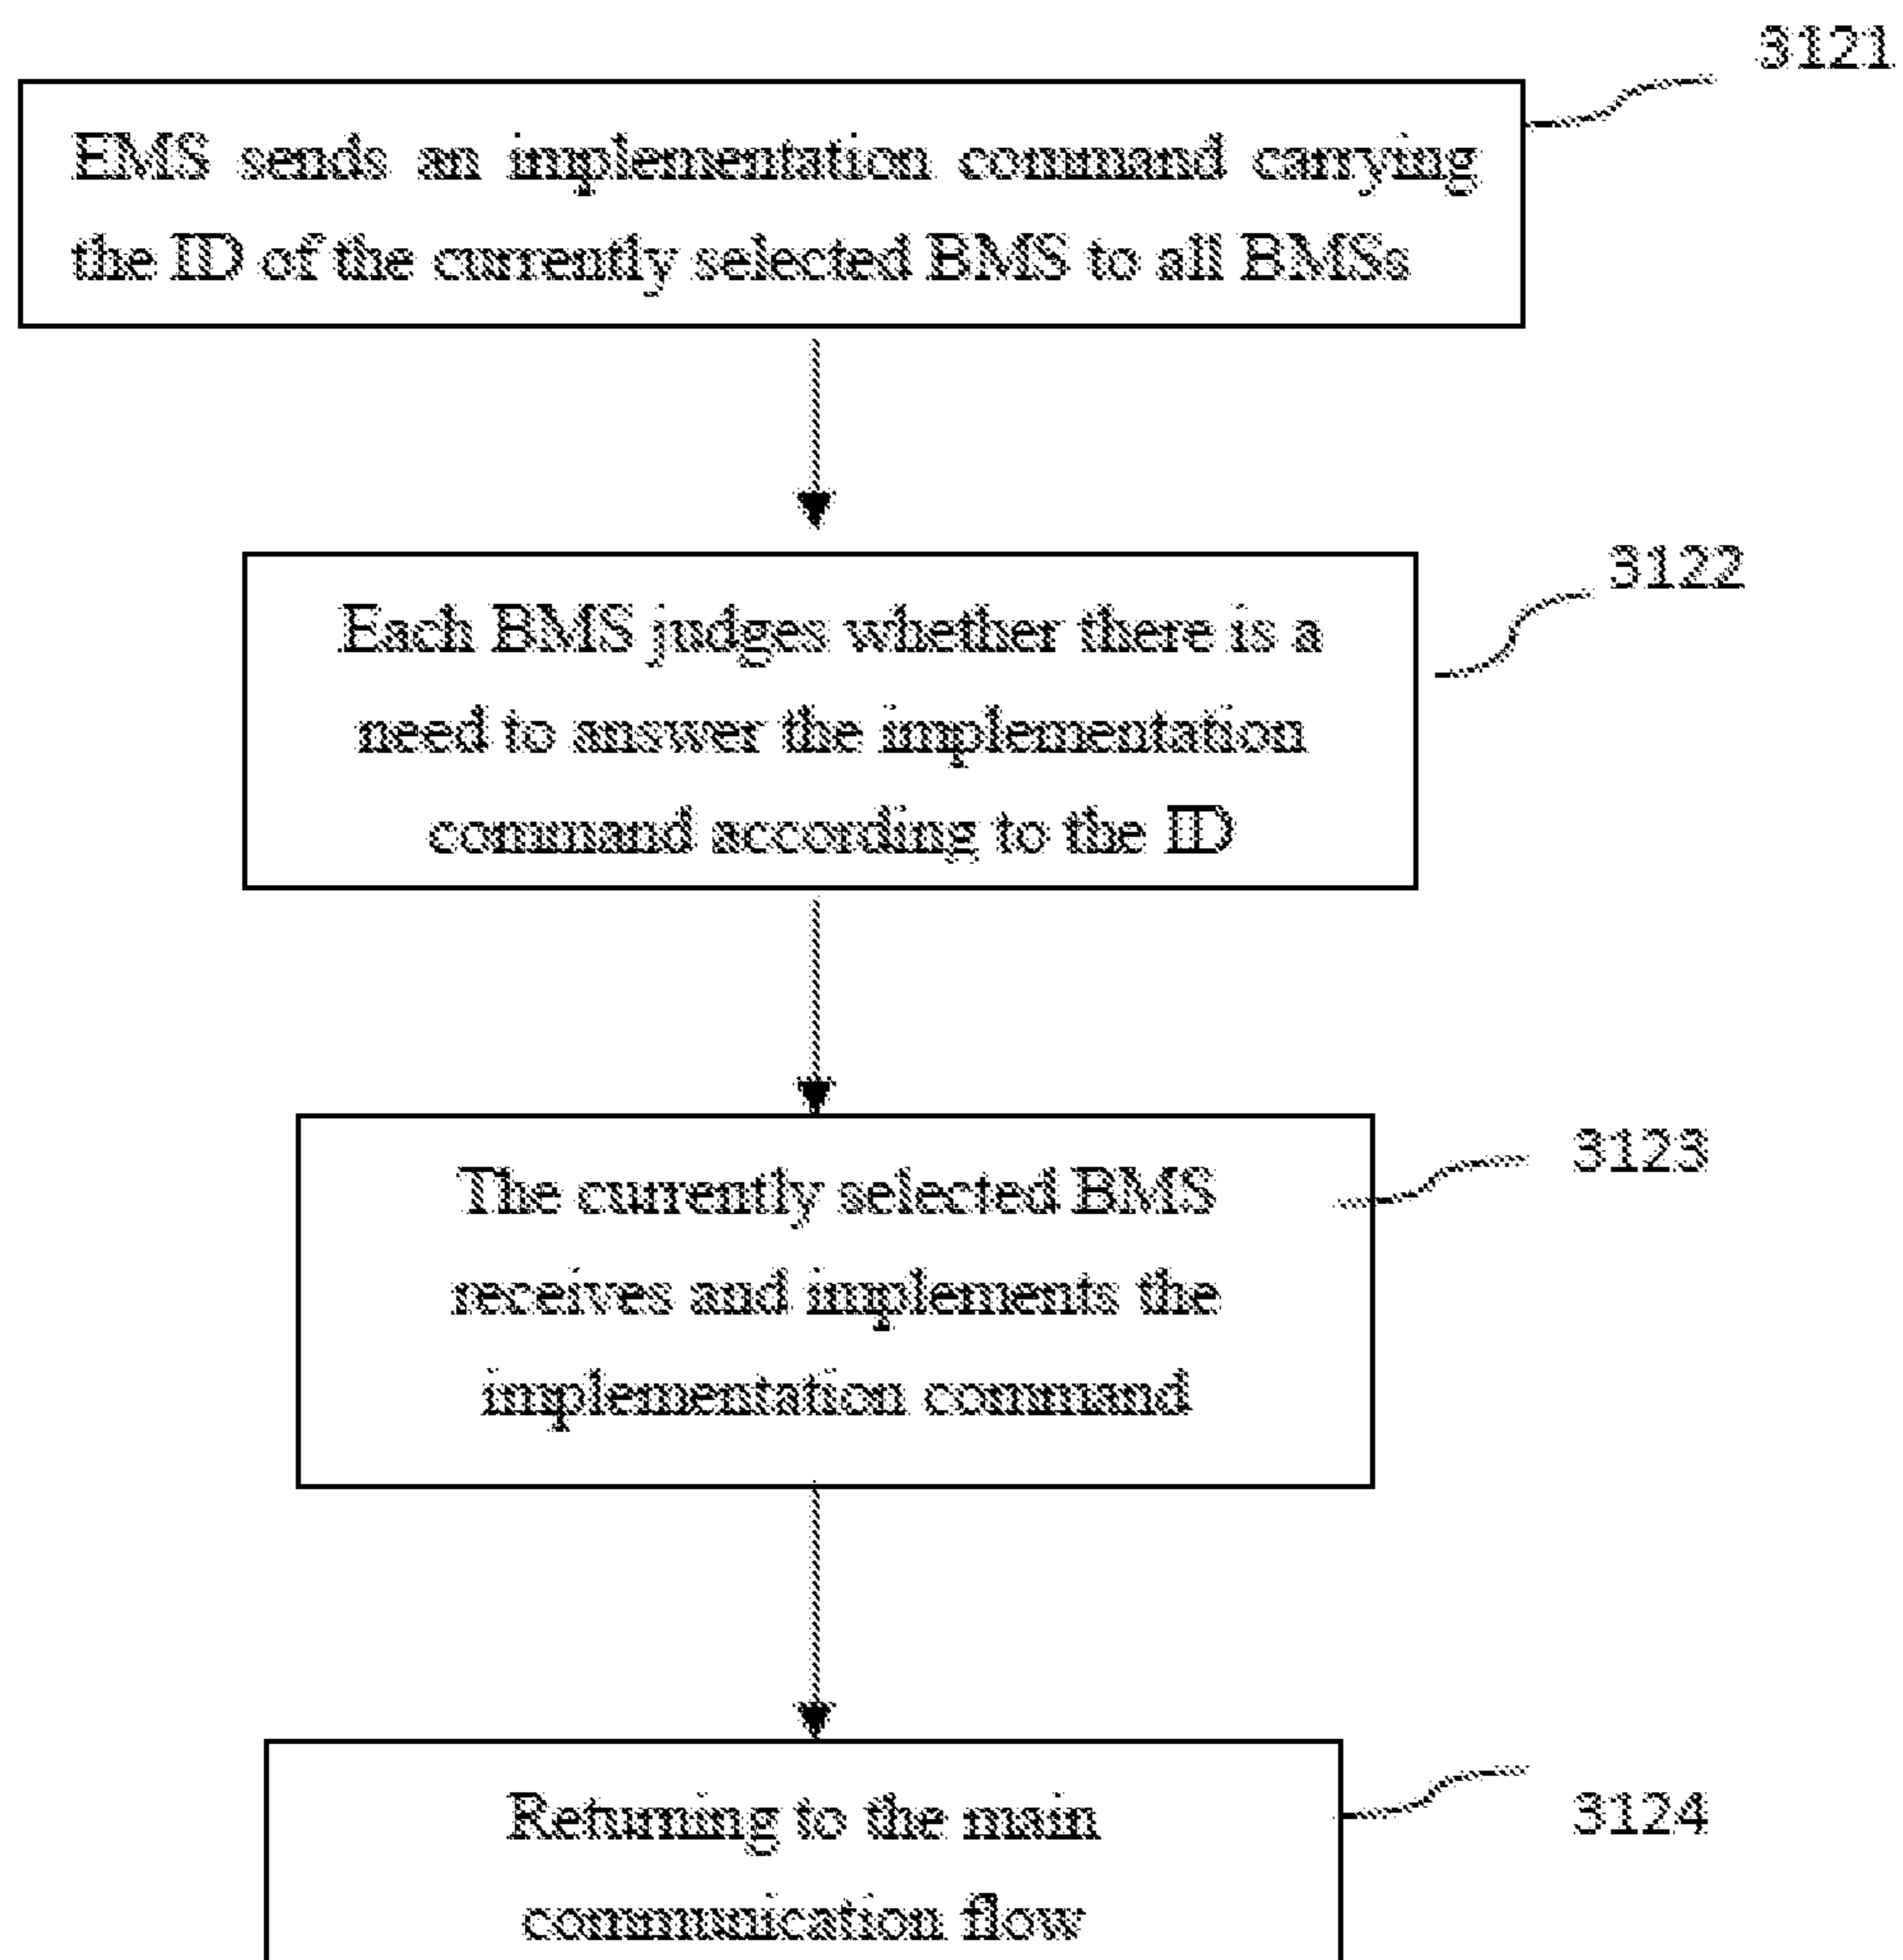 3121
EMS sends an implementation command carrying
the ID of the currently selected BMS to all BMSs
3122
Each BMS judges whether there is a
need to answer the implementation
command according to the ID
3123
The currently selected BMS
receives and implements the
implementation command
3124
Returning to the main
communication flow